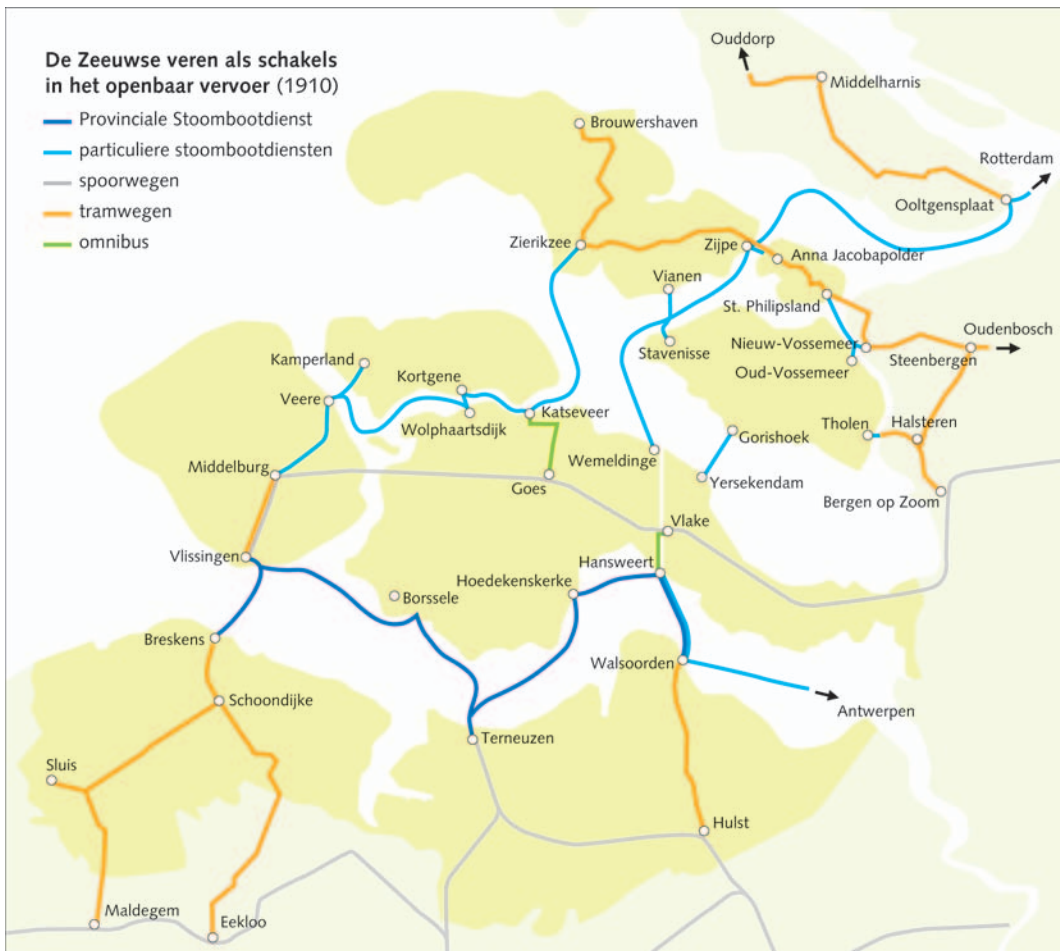 De Zeeuwse veren als schakels
in het openbaar vervoer (1910)
Provinciale Stoombootdienst
particuliere stoombootdiensten
spoorwegen
tramwegen
omnibus
Ouddorp
Middelharnis
Brouwershaven
Rotterdam
Ooltgensplaat
Zierikzee
Zijpe
Anna Jacobapolder
Vianen
St. Philipsland
Oudenbosch
Stavenisse
Nieuw-Vossemeer
Steenbergen
Kamperland
Oud-Vossemeer
Kortgene
Veere
Katseveer
Wolphaartsdijk
Tholen
Halsteren
Gorishoek
Wemeldinge
Middelburg
Goes
Yersekendam
Bergen op Zoom
Vlake
Vlissingen
Hansweert
Hoedekenskerke
Borssele
Breskens
Walsoorden
Schoondijke
Antwerpen
Terneuzen
Sluis
Hulst
Maldegem
Eekloo